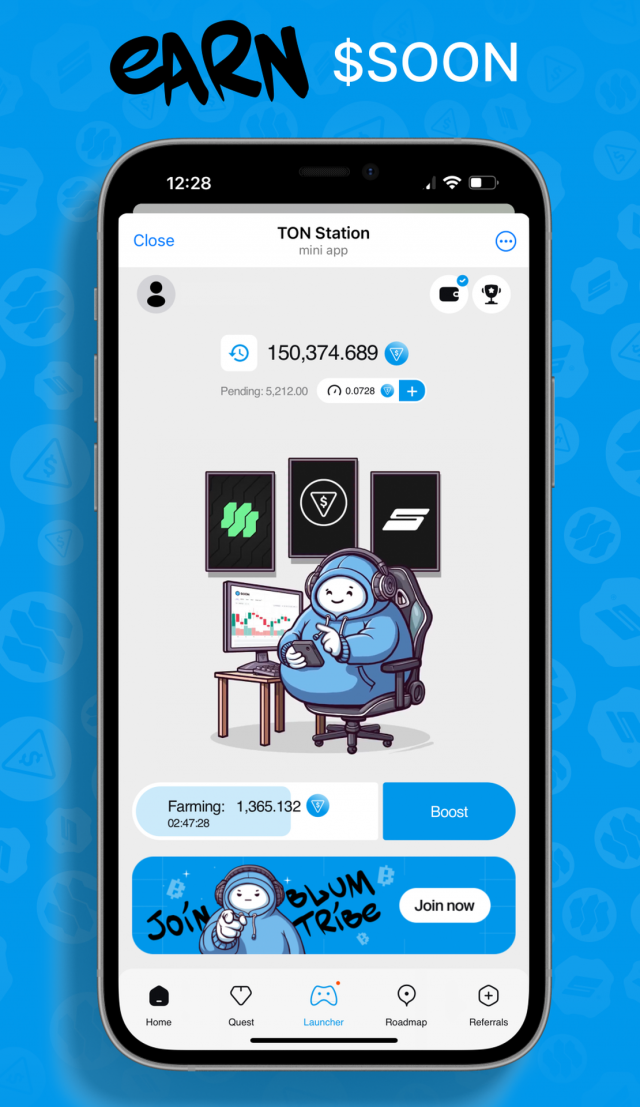 EARN $SOON
12:28
TON Station
Close
mini app
150,374.689
Pending: 5,212.00 0.0728 +
Farming: 1,365.132
02:47:28
Boost
JOIN BLUM
TRIBE
Join now
Home Quest Launcher Roadmap Referrals